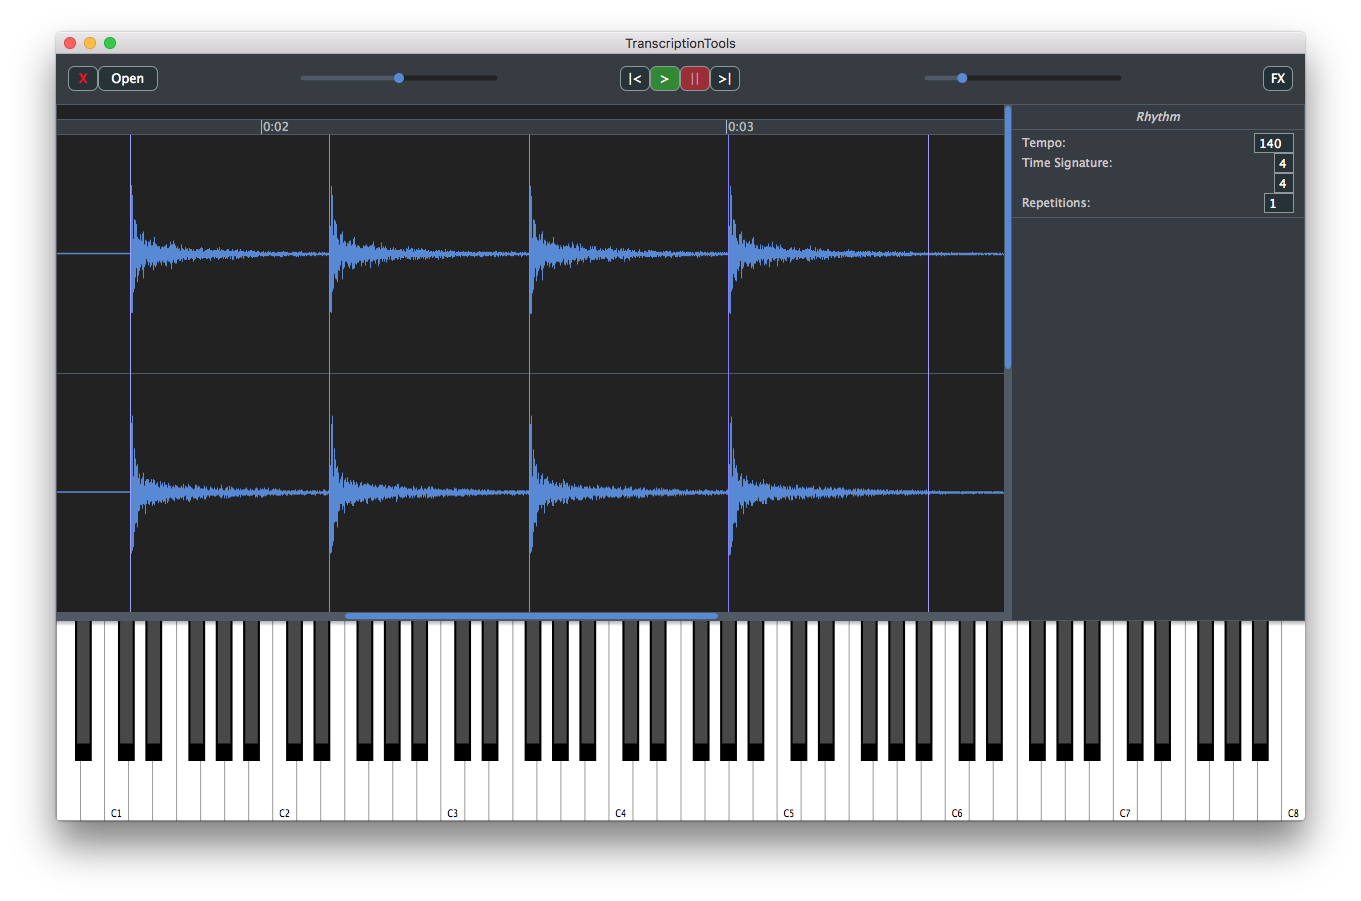 TranscriptionTools
X Open |< > || >| FX
0:02 0:03
Rhythm
Tempo: 140
Time Signature: 4
4
Repetitions: 1
C1 C2 C3 C4 C5 C6 C7 C8